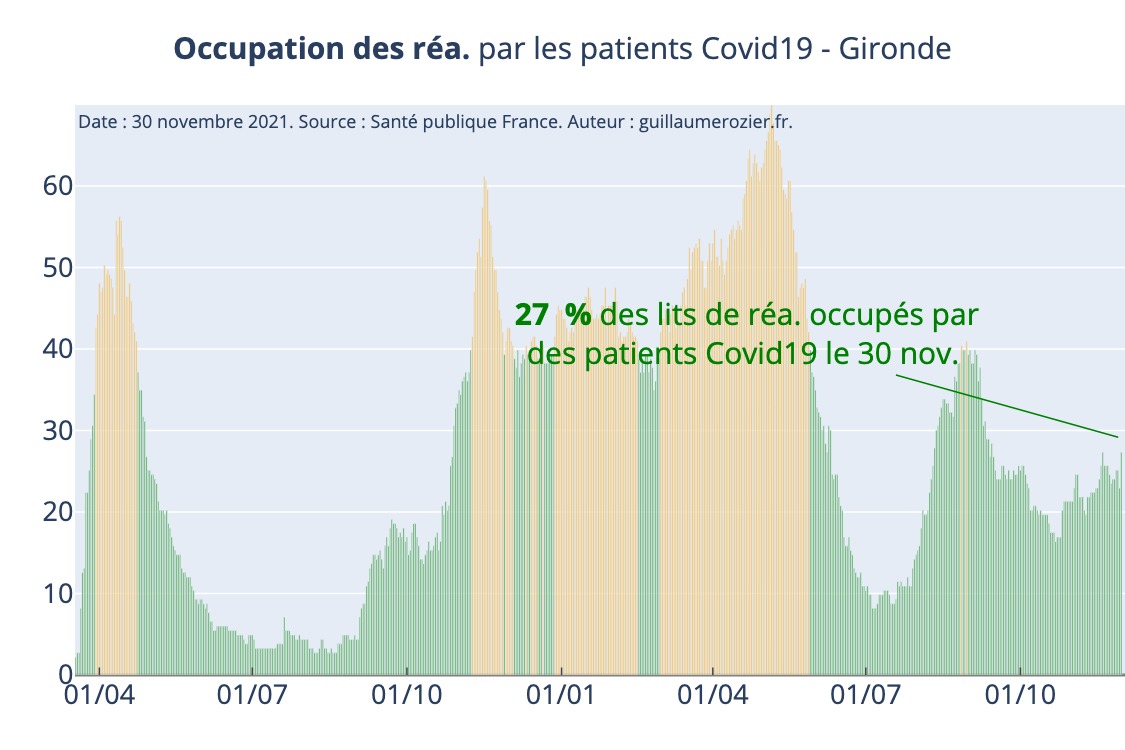 Occupation des réa. par les patients Covid19 - Gironde
Date : 30 novembre 2021. Source : Santé publique France. Auteur : guillaumerozier.fr.
60
50
27 % des lits de réa. occupés par
des patients Covid19 le 30 nov.
40
30
20
10
0
01/04 01/07 01/10 01/01 01/04 01/07 01/10